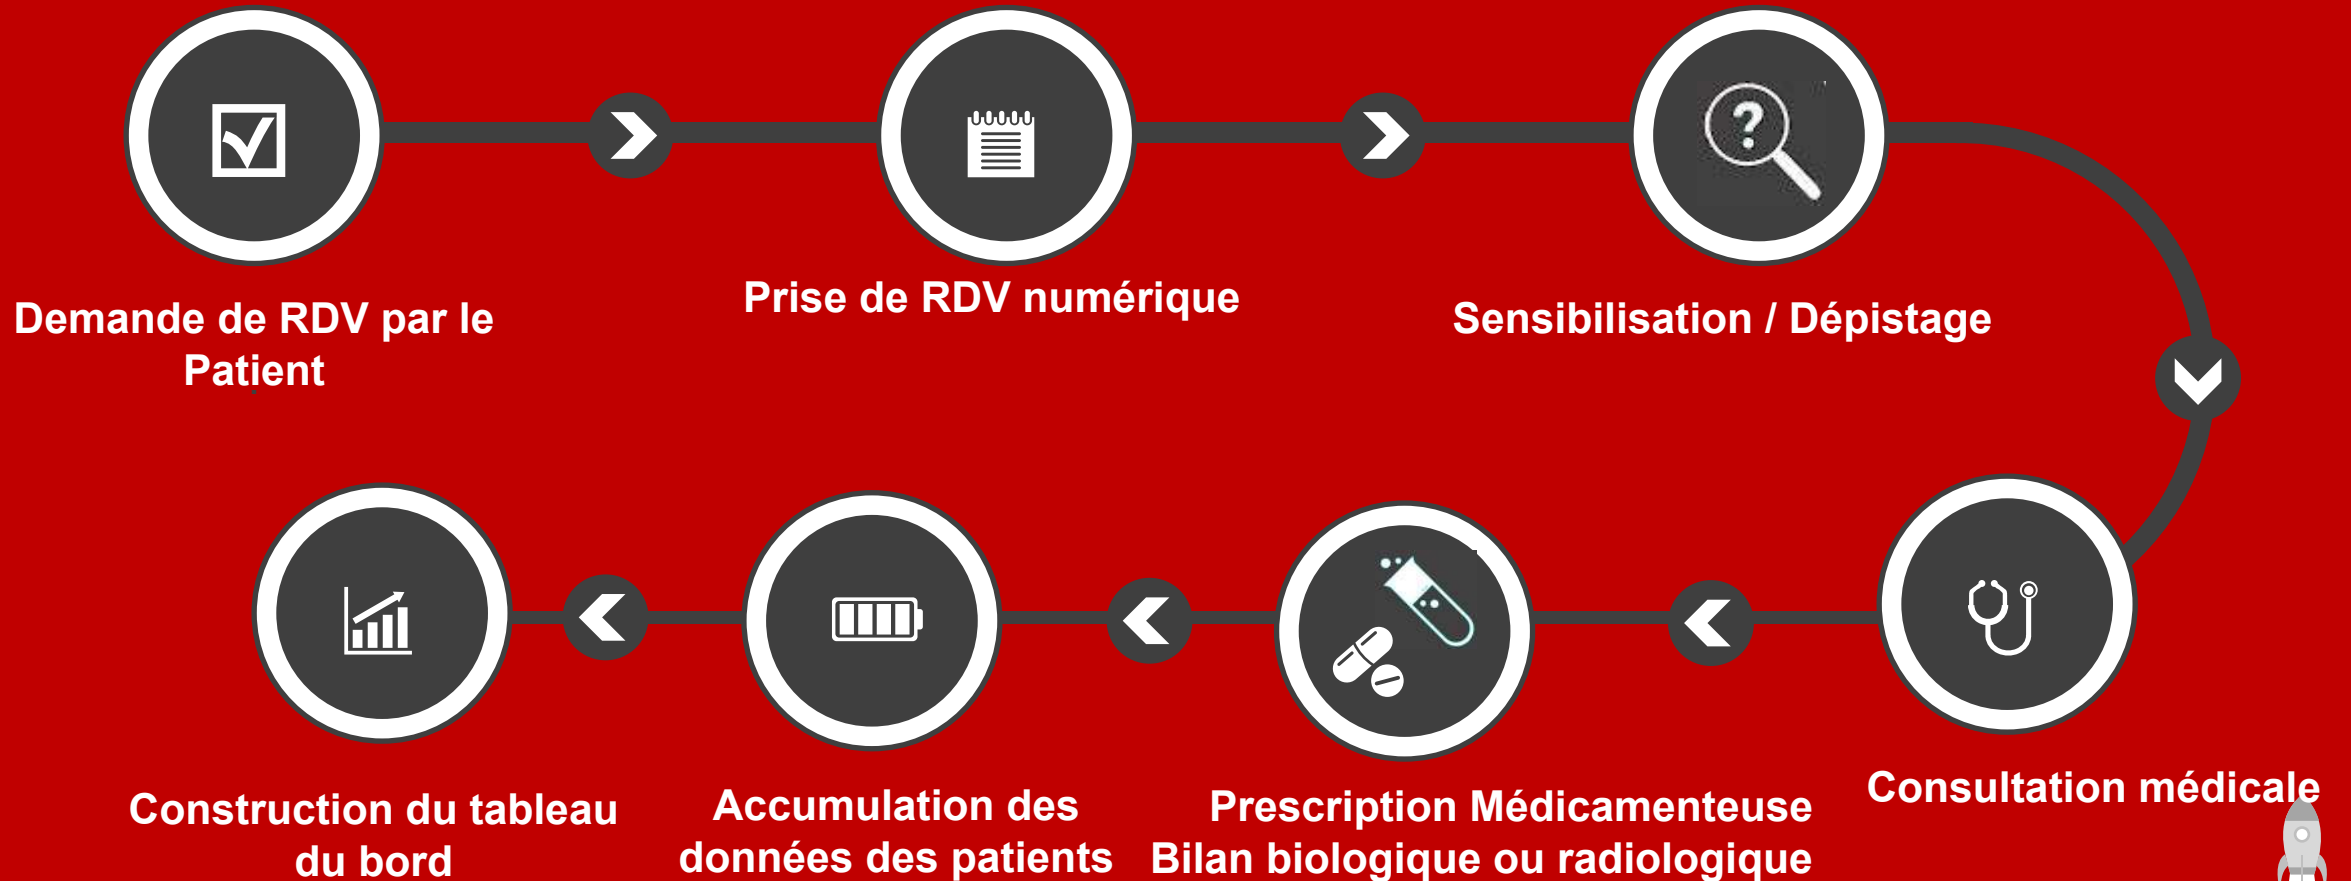 Demande de RDV par le
Patient
Prise de RDV numérique
Sensibilisation / Dépistage
Consultation médicale
Prescription Médicamenteuse
Bilan biologique ou radiologique
Accumulation des
données des patients
Construction du tableau
du bord